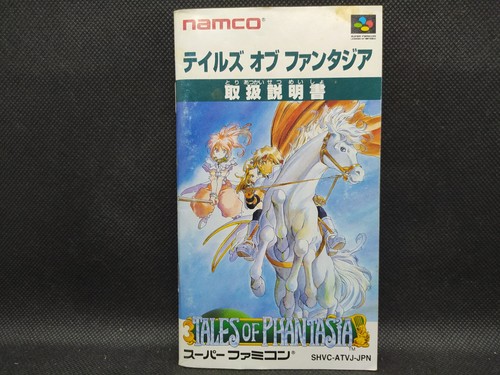 namco®
テイルズ オブ ファンタジア
とりあつかいせつめいしょ
取扱説明書
TALES OF PHANTASIA™
スーパーファミコン®
SHVC-ATVJ-JPN